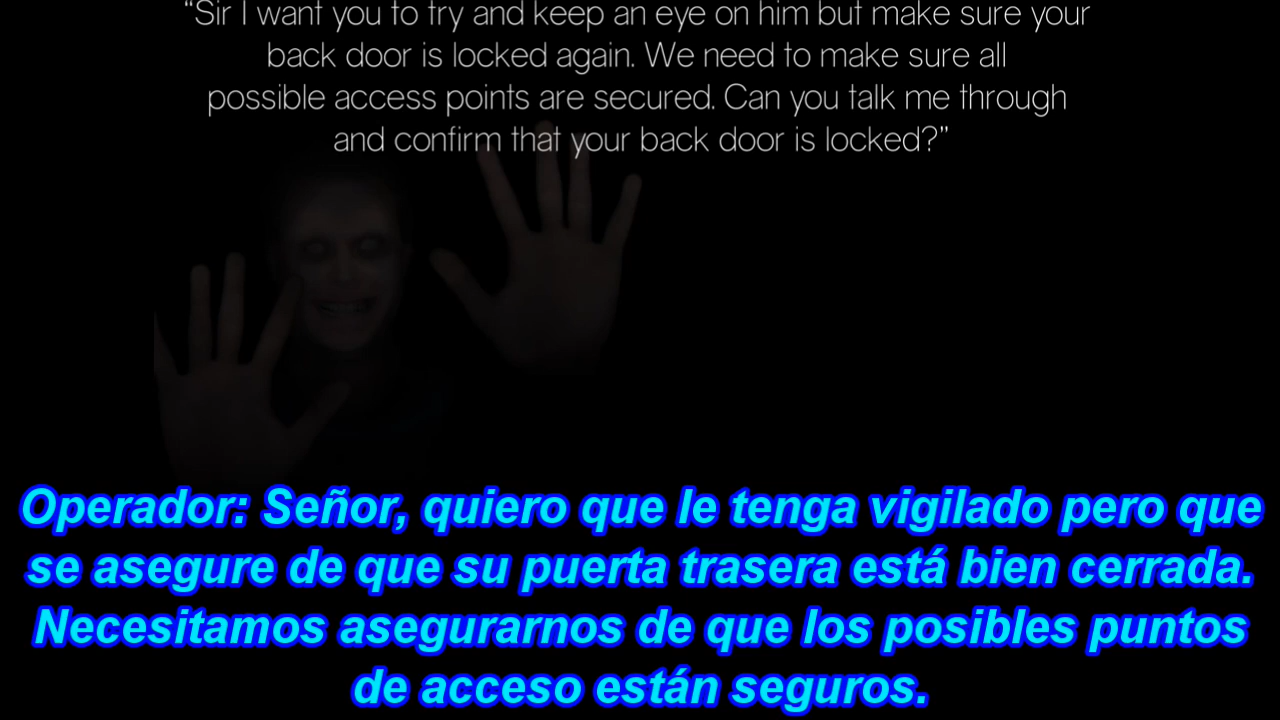 “Sir I want you to try and keep an eye on him but make sure your
back door is locked again. We need to make sure all
possible access points are secured. Can you talk me through
and confirm that your back door is locked?”
Operador: Señor, quiero que le tenga vigilado pero que
se asegure de que su puerta trasera está bien cerrada.
Necesitamos asegurarnos de que los posibles puntos
de acceso están seguros.